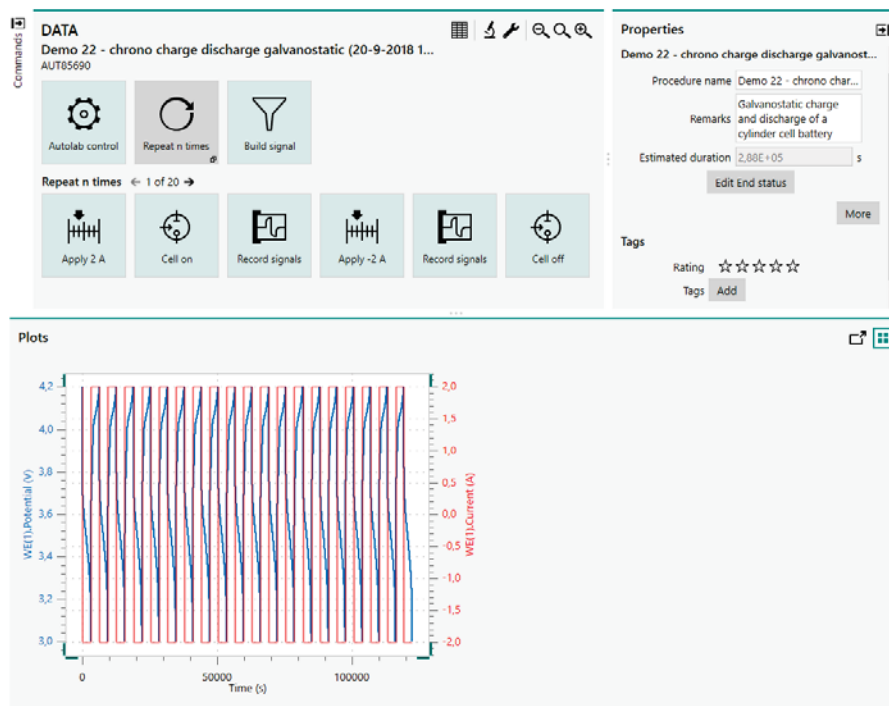 Commands
DATA
Demo 22 - chrono charge discharge galvanostatic (20-9-2018 1...
AUT85690
Autolab control
Repeat n times
Build signal
Repeat n times ← 1 of 20 →
Apply 2 A
Cell on
Record signals
Apply -2 A
Record signals
Cell off
Properties
Demo 22 - chrono charge discharge galvanost...
Procedure name Demo 22 - chrono char...
Remarks
Galvanostatic charge
and discharge of a
cylinder cell battery
Estimated duration 2,88E+05 s
Edit End status
More
Tags
Rating
Tags Add
Plots
WE(1).Potential (V)
4,2
4,0
3,8
3,6
3,4
3,2
3,0
2,0
1,5
1,0
0,5
0,0
-0,5
-1,0
-1,5
-2,0
WE(1).Current (A)
0 50000 100000
Time (s)